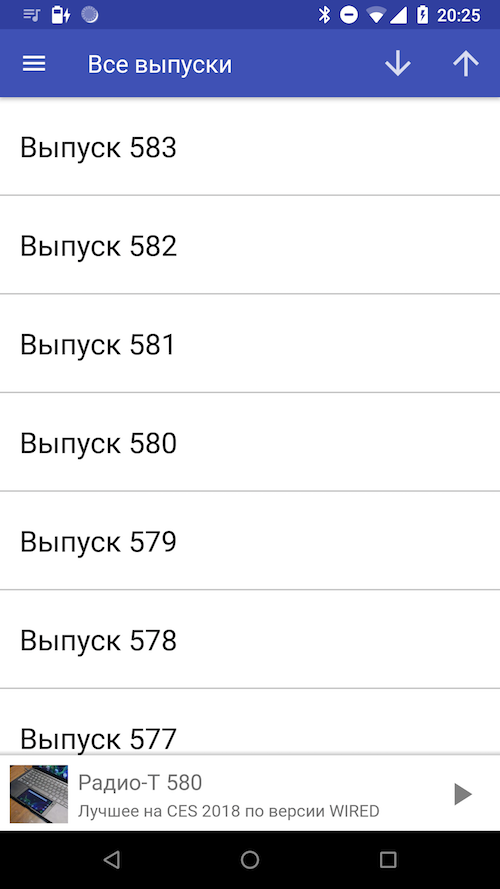 20:25
Все выпуски
Выпуск 583
Выпуск 582
Выпуск 581
Выпуск 580
Выпуск 579
Выпуск 578
Выпуск 577
Радио-Т 580
Лучшее на CES 2018 по версии WIRED